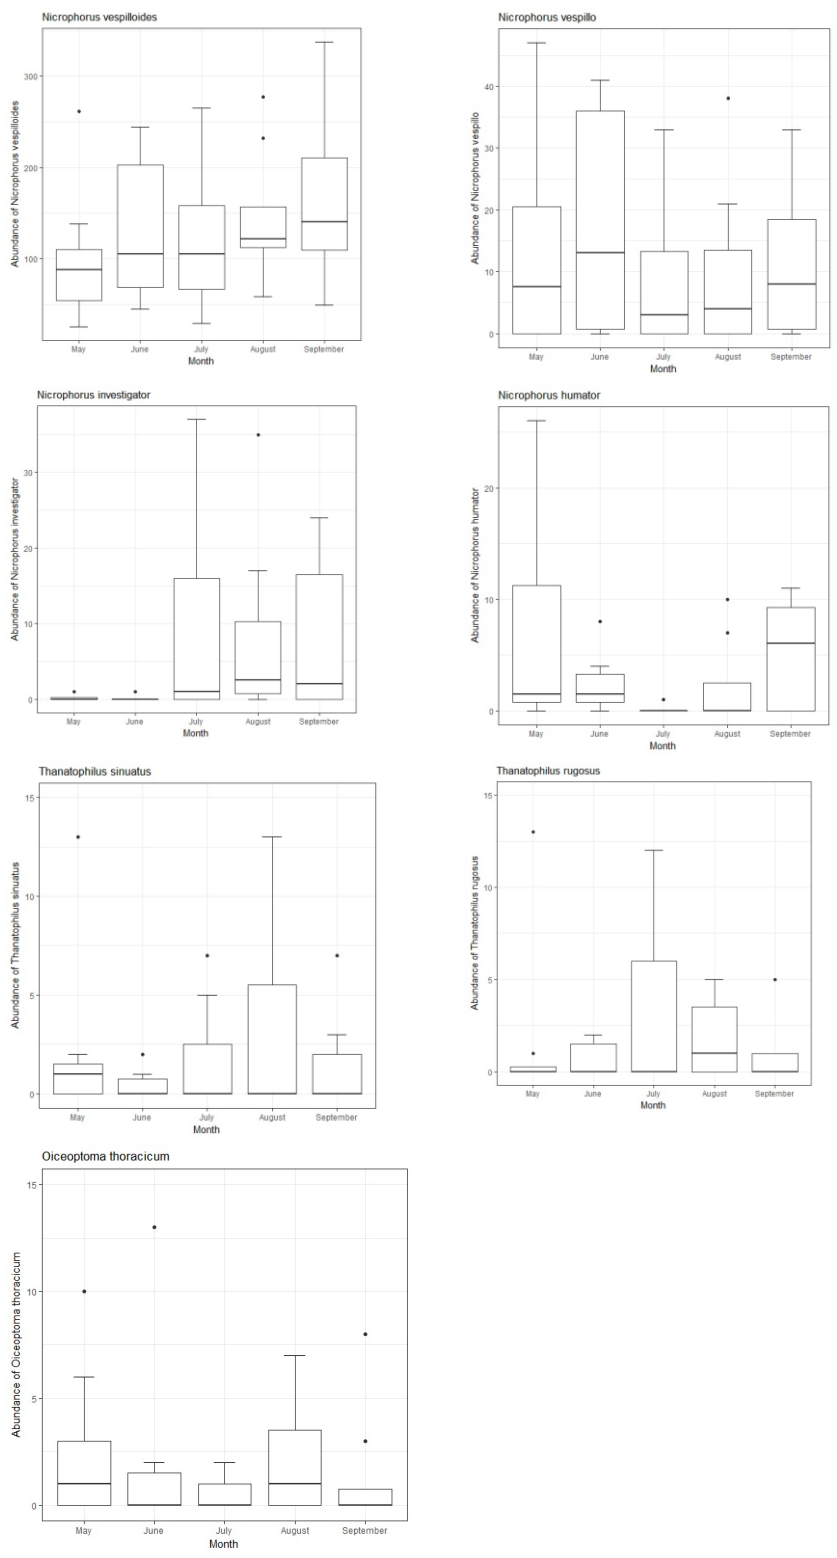 Nicrophorus vespilloides
Abundance of Nicrophorus vespilloides
300
200
100
May June July August September
Month
Nicrophorus vespillo
Abundance of Nicrophorus vespillo
40
30
20
10
0
May June July August September
Month
Nicrophorus investigator
Abundance of Nicrophorus investigator
30
20
10
0
May June July August September
Month
Nicrophorus humator
Abundance of Nicrophorus humator
20
10
0
May June July August September
Month
Thanatophilus sinuatus
Abundance of Thanatophilus sinuatus
15
10
5
0
May June July August September
Month
Thanatophilus rugosus
Abundance of Thanatophilus rugosus
15
10
5
0
May June July August September
Month
Oiceoptoma thoracicum
Abundance of Oiceoptoma thoracicum
15
10
5
0
May June July August September
Month